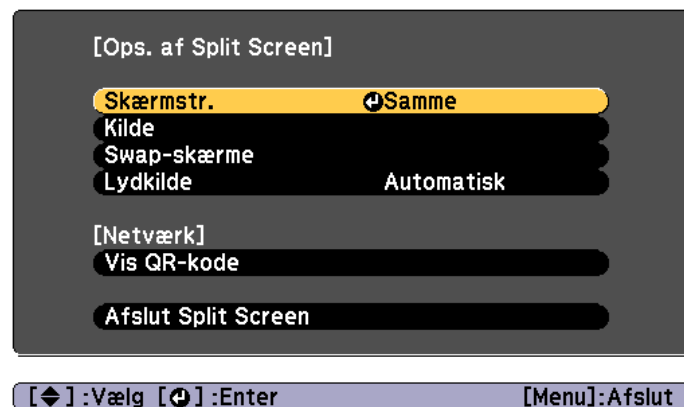 [Ops. af Split Screen]
Skærmstr. Samme
Kilde
Swap-skærme
Lydkilde Automatisk
[Netværk]
Vis QR-kode
Afslut Split Screen
[◆] :Vælg [⏎] :Enter [Menu]:Afslut